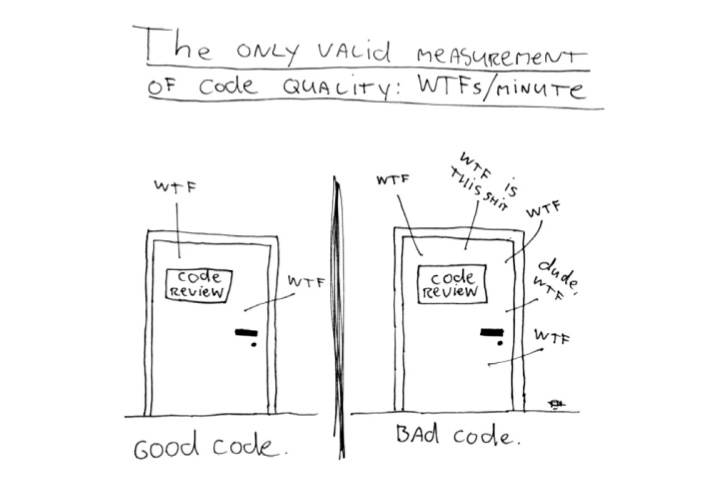 The ONLY VALID MEASUREMENT
OF Code QUALITY: WTFs/MINUTE
WTF
code
REVIEW
WTF
Good code.
WTF
WTF is
THIS SHIT
WTF
code
REVIEW
dude,
WTF
WTF
BAd code.